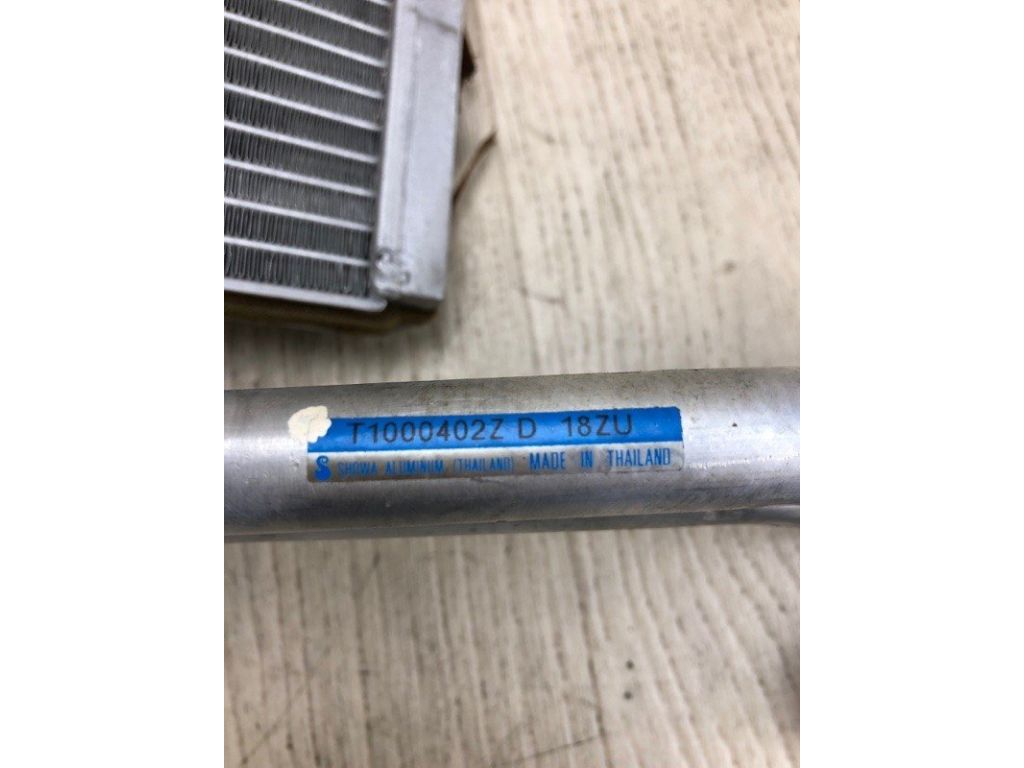 T1000402Z D 18ZU
SHOWA ALUMINUM (THAILAND) MADE IN THAILAND